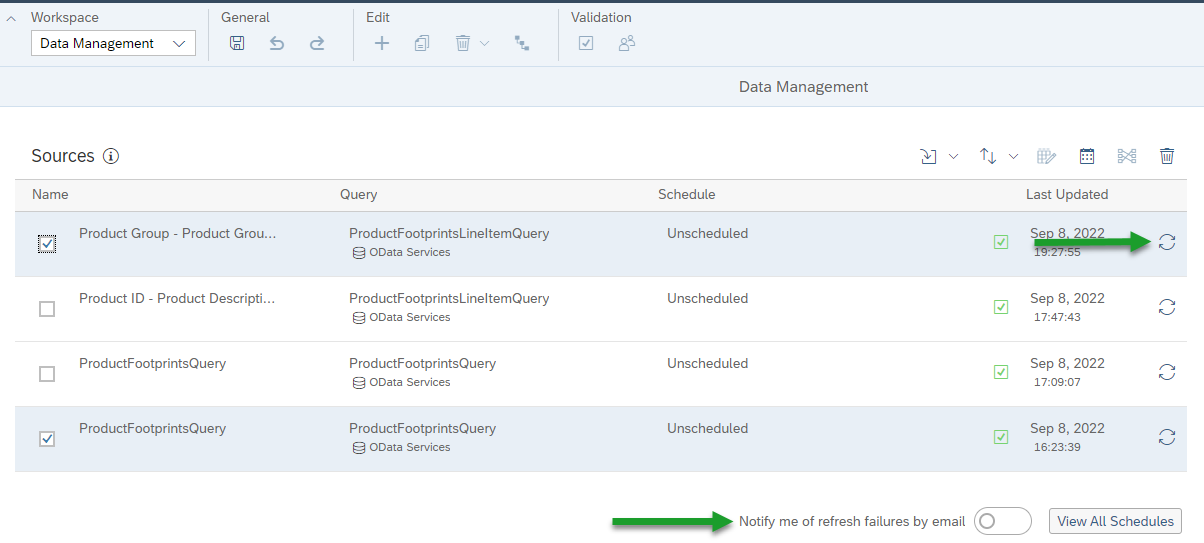 Workspace
General
Edit
Validation
Data Management
Data Management
Sources
Name
Query
Schedule
Last Updated
Product Group - Product Grou...
ProductFootprintsLineItemQuery
OData Services
Unscheduled
Sep 8, 2022
19:27:55
Product ID - Product Descripti...
ProductFootprintsLineItemQuery
OData Services
Unscheduled
Sep 8, 2022
17:47:43
ProductFootprintsQuery
ProductFootprintsQuery
OData Services
Unscheduled
Sep 8, 2022
17:09:07
ProductFootprintsQuery
ProductFootprintsQuery
OData Services
Unscheduled
Sep 8, 2022
16:23:39
Notify me of refresh failures by email
View All Schedules